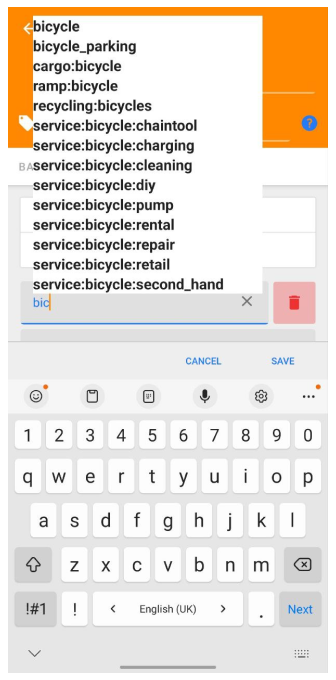 bicycle
bicycle_parking
cargo:bicycle
ramp:bicycle
recycling:bicycles
service:bicycle:chaintool
service:bicycle:charging
BA
service:bicycle:cleaning
service:bicycle:diy
service:bicycle:pump
service:bicycle:rental
service:bicycle:repair
service:bicycle:retail
service:bicycle:second_hand
bic
CANCEL SAVE
1 2 3 4 5 6 7 8 9 0
q w e r t y u i o p
a s d f g h j k l
z x c v b n m
!#1 ! < English (UK) > . Next